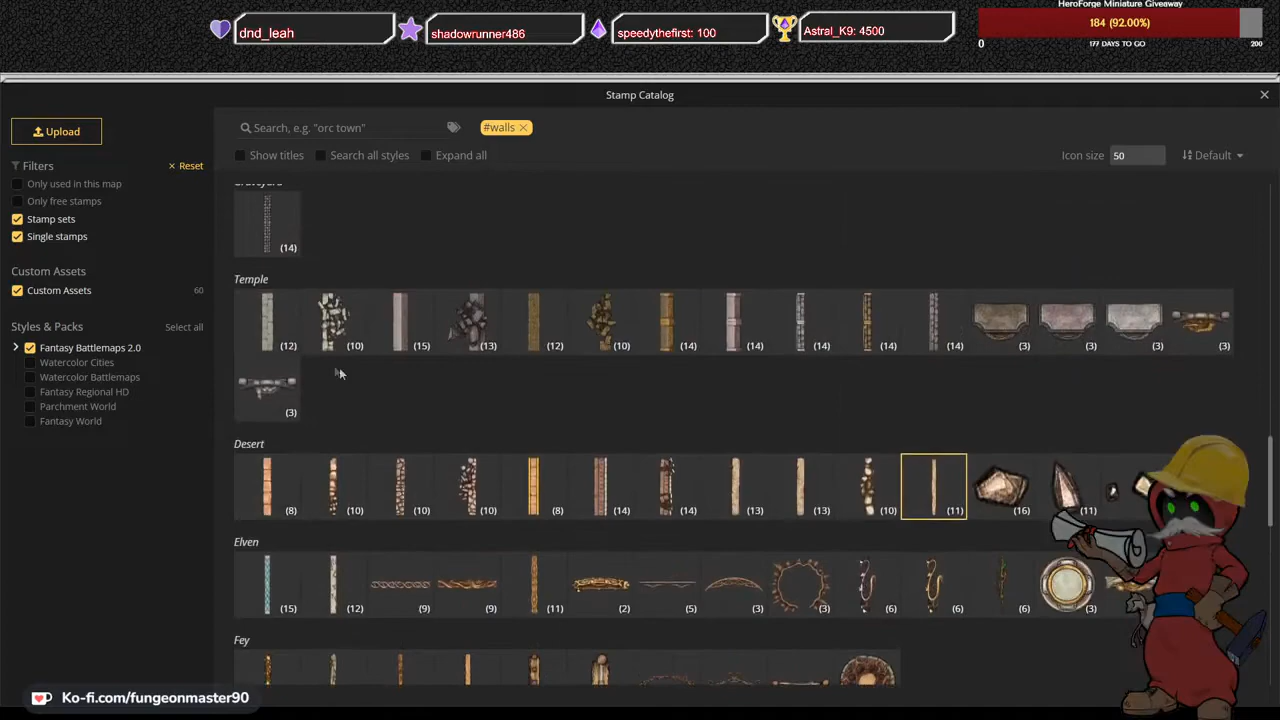 HeroForge Miniature Giveaway
dnd_leah
shadowrunner486
speedythefirst: 100
Astral_K9: 4500
184 (92.00%)
0
177 DAYS TO GO
200
Stamp Catalog
Upload
Search, e.g. "orc town"
#walls
Show titles
Search all styles
Expand all
Icon size
50
Default
Filters
Reset
Only used in this map
Only free stamps
Stamp sets
Single stamps
Custom Assets
Custom Assets
60
Styles & Packs
Select all
Fantasy Battlemaps 2.0
Watercolor Cities
Watercolor Battlemaps
Fantasy Regional HD
Parchment World
Fantasy World
Graveyard
(14)
Temple
(12) (10) (15) (13) (12) (10) (14) (14) (14) (14) (14) (3) (3) (3) (3)
(3)
Desert
(8) (10) (10) (10) (8) (14) (14) (13) (13) (10) (11) (16) (11)
Elven
(15) (12) (9) (9) (11) (2) (5) (3) (3) (6) (6) (6) (3)
Fey
Ko-fi.com/fungeonmaster90